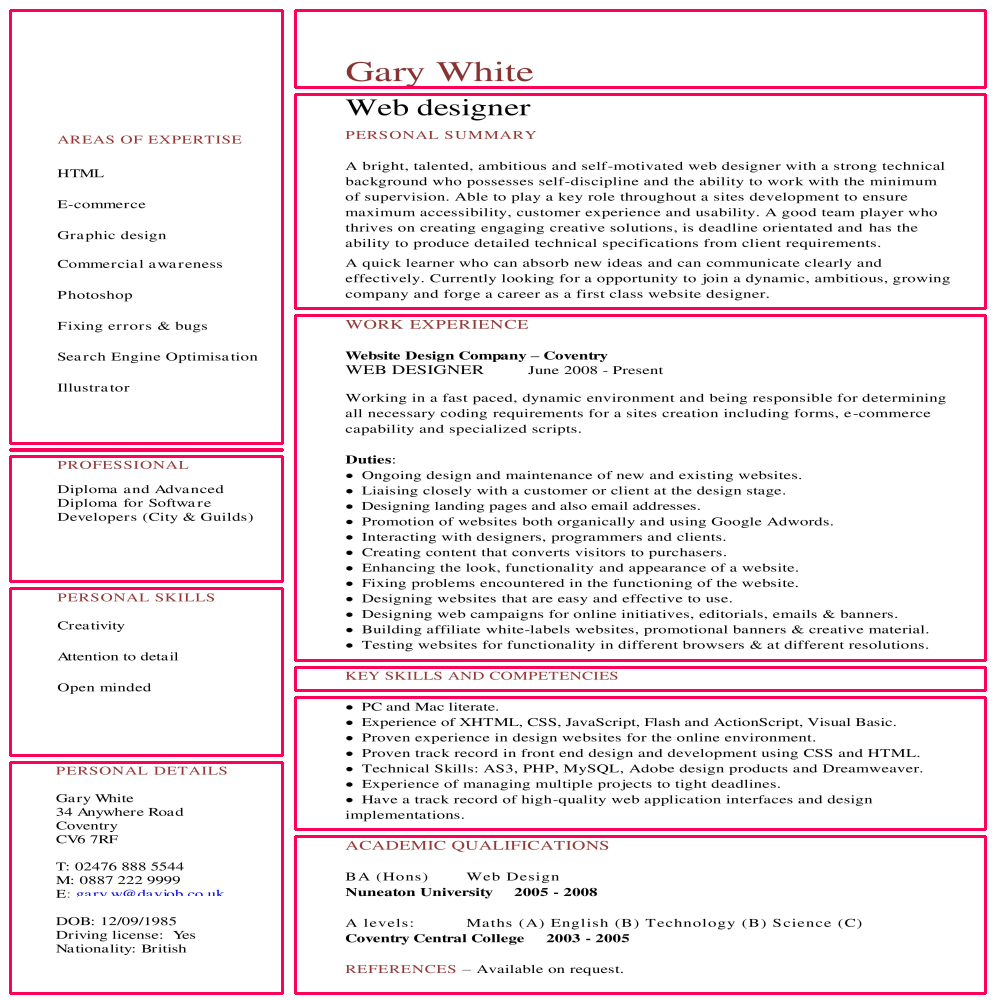 AREAS OF EXPERTISE
HTML
E-commerce
Graphic design
Commercial awareness
Photoshop
Fixing errors & bugs
Search Engine Optimisation
Illustrator
PROFESSIONAL
Diploma and Advanced
Diploma for Software
Developers (City & Guilds)
PERSONAL SKILLS
Creativity
Attention to detail
Open minded
PERSONAL DETAILS
Gary White
34 Anywhere Road
Coventry
CV6 7RF
T: 02476 888 5544
M: 0887 222 9999
E: gary.w@dayjob.co.uk
DOB: 12/09/1985
Driving license:  Yes
Nationality: British
Gary White
Web designer
PERSONAL SUMMARY
A bright, talented, ambitious and self-motivated web designer with a strong technical
background who possesses self-discipline and the ability to work with the minimum
of supervision. Able to play a key role throughout a sites development to ensure
maximum accessibility, customer experience and usability. A good team player who
thrives on creating engaging creative solutions, is deadline orientated and has the
ability to produce detailed technical specifications from client requirements.
A quick learner who can absorb new ideas and can communicate clearly and
effectively. Currently looking for a opportunity to join a dynamic, ambitious, growing
company and forge a career as a first class website designer.
WORK EXPERIENCE
Website Design Company – Coventry
WEB DESIGNER June 2008 - Present
Working in a fast paced, dynamic environment and being responsible for determining
all necessary coding requirements for a sites creation including forms, e-commerce
capability and specialized scripts.
Duties:
• Ongoing design and maintenance of new and existing websites.
• Liaising closely with a customer or client at the design stage.
• Designing landing pages and also email addresses.
• Promotion of websites both organically and using Google Adwords.
• Interacting with designers, programmers and clients.
• Creating content that converts visitors to purchasers.
• Enhancing the look, functionality and appearance of a website.
• Fixing problems encountered in the functioning of the website.
• Designing websites that are easy and effective to use.
• Designing web campaigns for online initiatives, editorials, emails & banners.
• Building affiliate white-labels websites, promotional banners & creative material.
• Testing websites for functionality in different browsers & at different resolutions.
KEY SKILLS AND COMPETENCIES
• PC and Mac literate.
• Experience of XHTML, CSS, JavaScript, Flash and ActionScript, Visual Basic.
• Proven experience in design websites for the online environment.
• Proven track record in front end design and development using CSS and HTML.
• Technical Skills: AS3, PHP, MySQL, Adobe design products and Dreamweaver.
• Experience of managing multiple projects to tight deadlines.
• Have a track record of high-quality web application interfaces and design
implementations.
ACADEMIC QUALIFICATIONS
BA (Hons) Web Design
Nuneaton University 2005 - 2008
A levels: Maths (A) English (B) Technology (B) Science (C)
Coventry Central College 2003 - 2005
REFERENCES – Available on request.